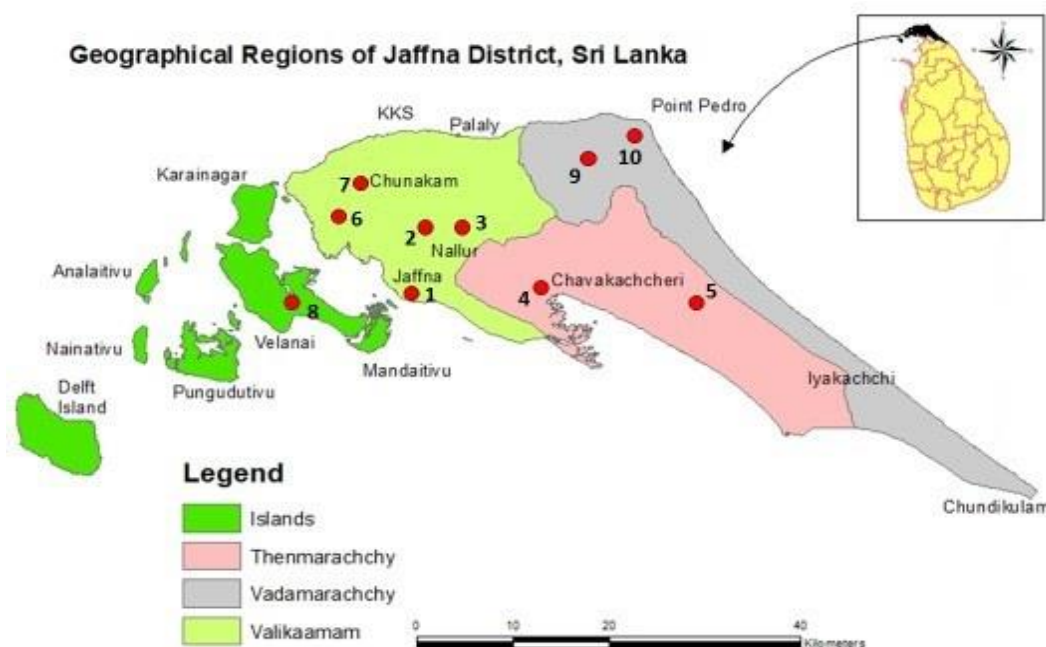 Geographical Regions of Jaffna District, Sri Lanka
Point Pedro
KKS
Palaly
10
9
Karainagar
7
Chunakam
6
2
3
Nallur
Analaitivu
Jaffna
1
Chavakachcheri
4
5
8
Velanai
Nainativu
Mandaitivu
Pungudutivu
Iyakachchi
Delft
Island
Chundikulam
Legend
Islands
Thenmarachchy
Vadamarachchy
Valikaamam
0
10
20
40
Kilometers